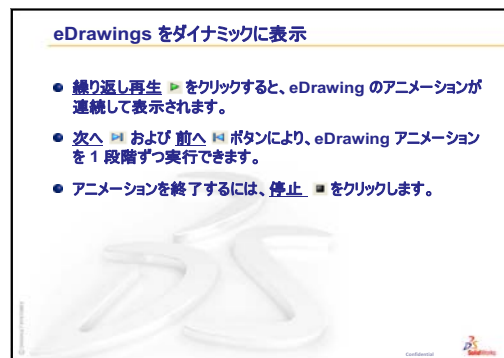 eDrawings をダイナミックに表示
繰り返し再生 をクリックすると、eDrawing のアニメーションが
連続して表示されます。
次へ および 前へ ボタンにより、eDrawing アニメーション
を 1 段階ずつ実行できます。
アニメーションを終了するには、停止 をクリックします。
Confidential
SolidWorks